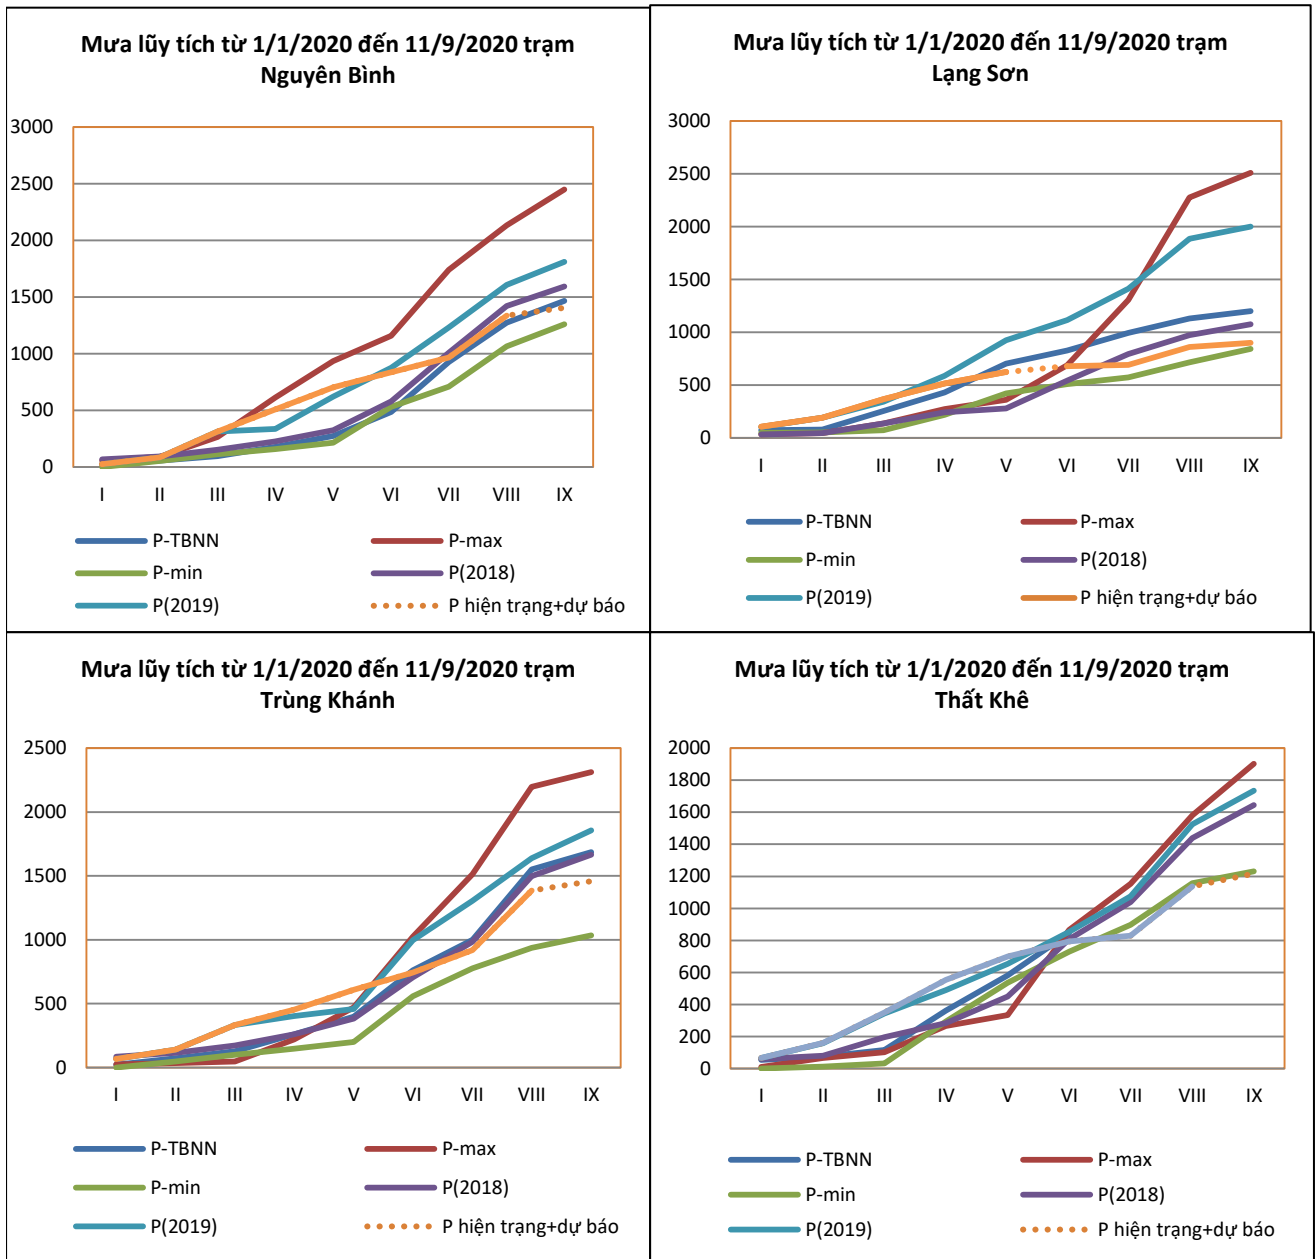 Mưa lũy tích từ 1/1/2020 đến 11/9/2020 trạm
Nguyên Bình
3000
2500
2000
1500
1000
500
0
I II III IV V VI VII VIII IX
P-TBNN P-max
P-min P(2018)
P(2019) P hiện trạng+dự báo
Mưa lũy tích từ 1/1/2020 đến 11/9/2020 trạm
Lạng Sơn
3000
2500
2000
1500
1000
500
0
I II III IV V VI VII VIII IX
P-TBNN P-max
P-min P(2018)
P(2019) P hiện trạng+dự báo
Mưa lũy tích từ 1/1/2020 đến 11/9/2020 trạm
Trùng Khánh
2500
2000
1500
1000
500
0
I II III IV V VI VII VIII IX
P-TBNN P-max
P-min P(2018)
P(2019) P hiện trạng+dự báo
Mưa lũy tích từ 1/1/2020 đến 11/9/2020 trạm
Thất Khê
2000
1800
1600
1400
1200
1000
800
600
400
200
0
I II III IV V VI VII VIII IX
P-TBNN P-max
P-min P(2018)
P(2019) P hiện trạng+dự báo